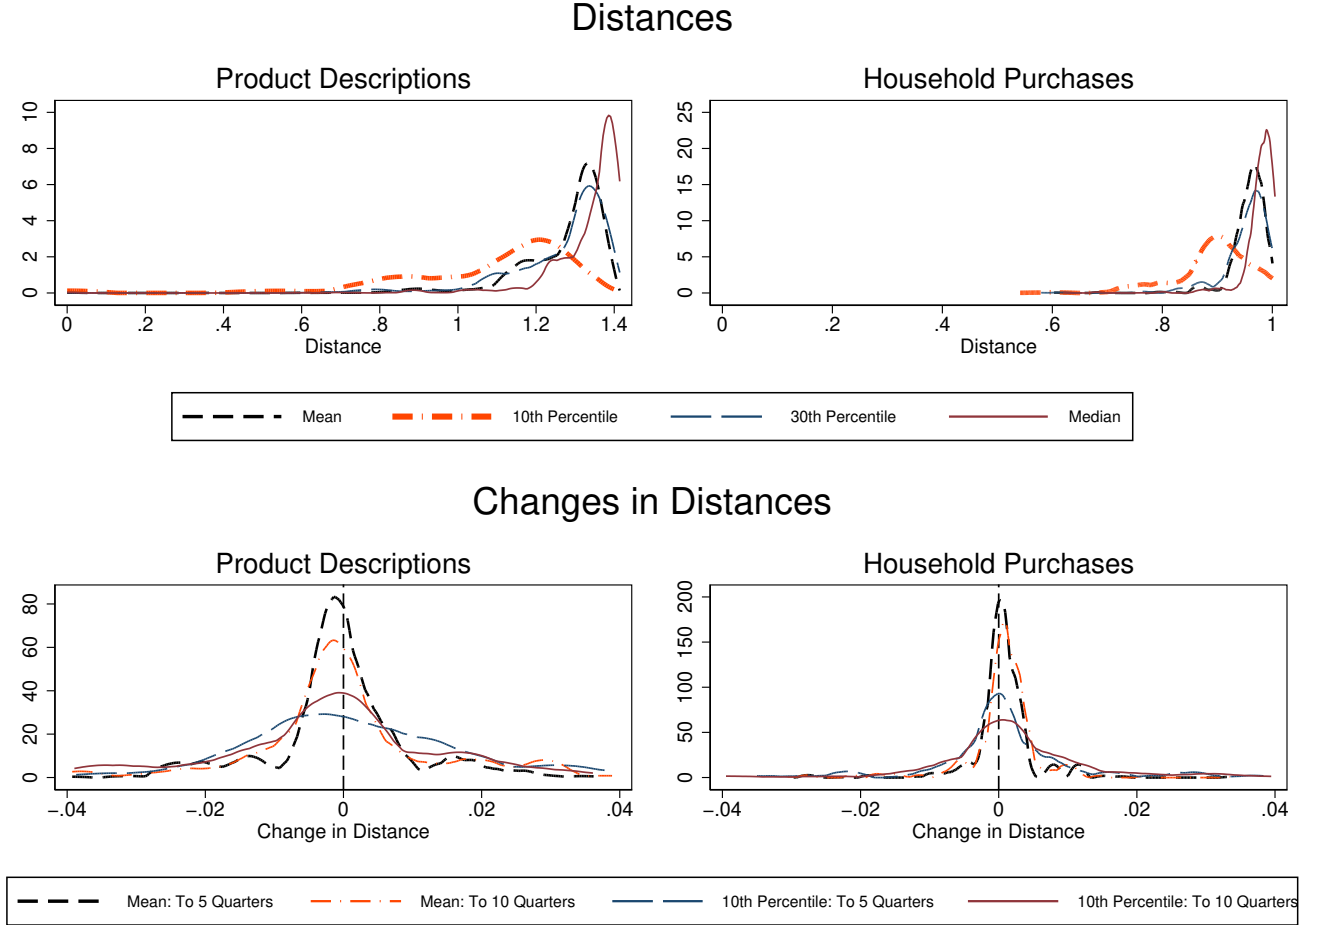 Distances
Product Descriptions
10
8
6
4
2
0
0 .2 .4 .6 .8 1 1.2 1.4
Distance
Household Purchases
25
20
15
10
5
0
0 .2 .4 .6 .8 1
Distance
Mean 10th Percentile 30th Percentile Median
Changes in Distances
Product Descriptions
80
60
40
20
0
−.04 −.02 0 .02 .04
Change in Distance
Household Purchases
200
150
100
50
0
−.04 −.02 0 .02 .04
Change in Distance
Mean: To 5 Quarters Mean: To 10 Quarters 10th Percentile: To 5 Quarters 10th Percentile: To 10 Quarters